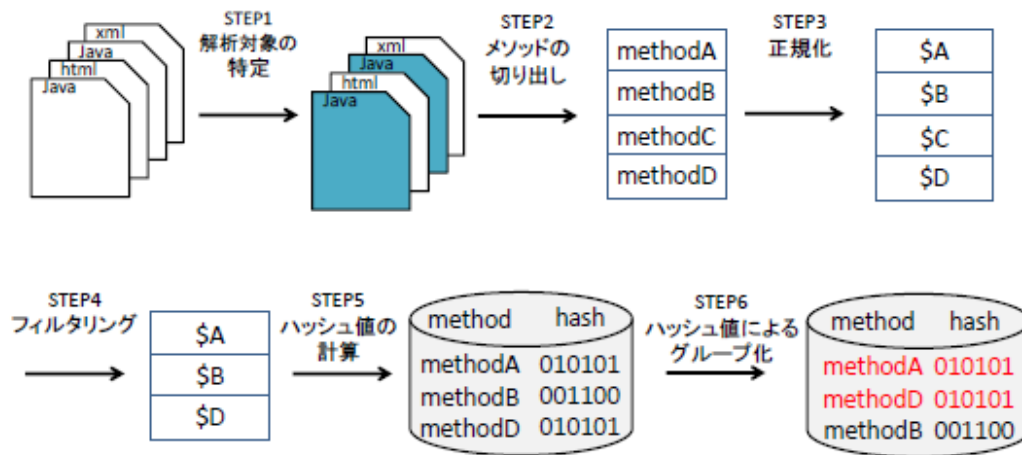 xml
Java
html
Java
STEP1
解析対象の
特定
xml
Java
html
Java
STEP2
メソッドの
切り出し
methodA
methodB
methodC
methodD
STEP3
正規化
$A
$B
$C
$D
STEP4
フィルタリング
$A
$B
$D
STEP5
ハッシュ値の
計算
method hash
methodA 010101
methodB 001100
methodD 010101
STEP6
ハッシュ値による
グループ化
method hash
methodA 010101
methodD 010101
methodB 001100